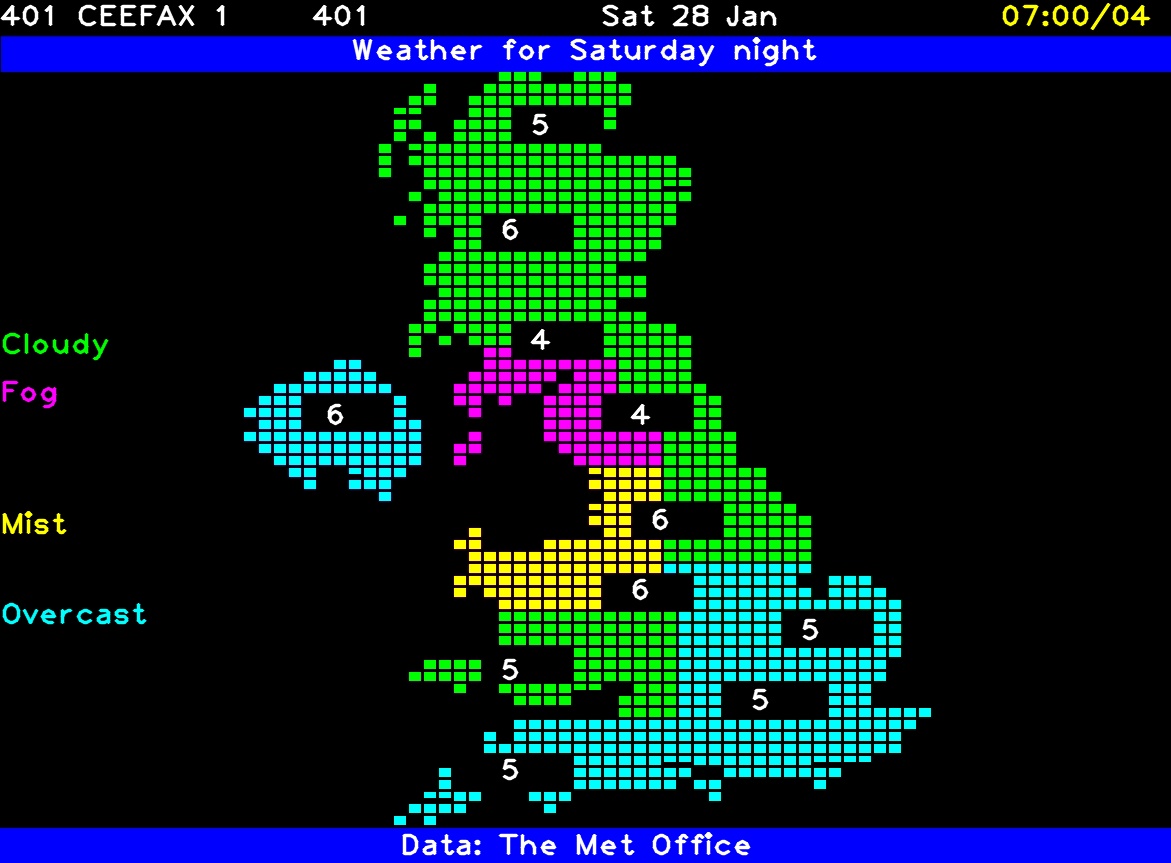 401 CEEFAX 1 401 Sat 28 Jan 07:00/04
Weather for Saturday night
5
6
Cloudy 4
Fog
6 4
Mist 6
6
Overcast
5
5
5
5
Data: The Met Office